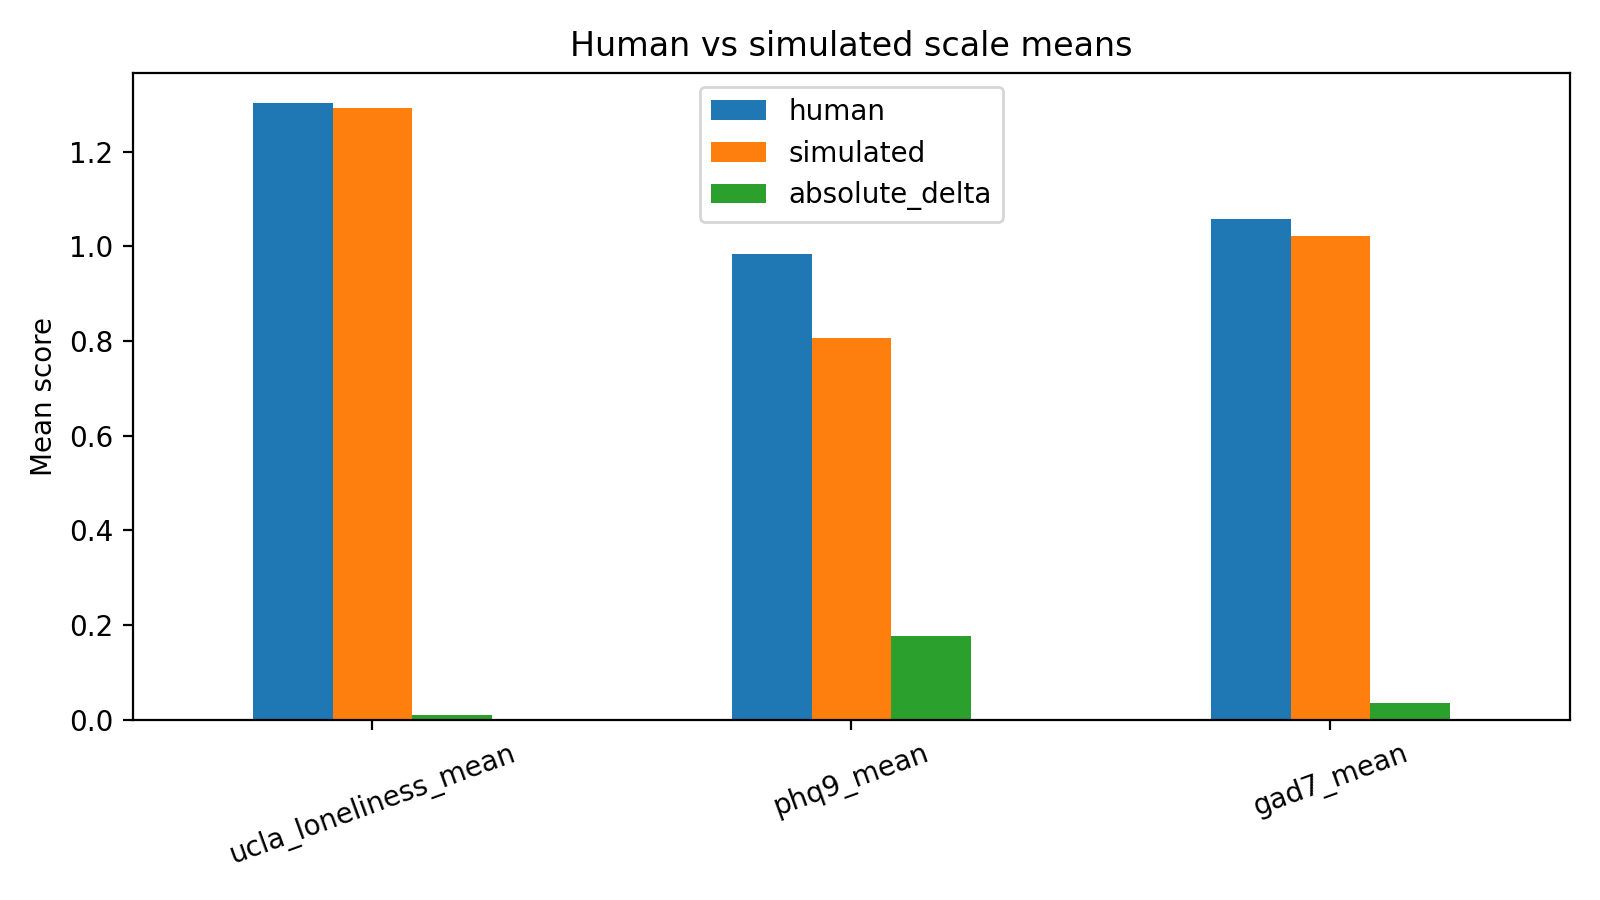 Human vs simulated scale means
human
simulated
absolute_delta
Mean score
1.2
1.0
0.8
0.6
0.4
0.2
0.0
ucla_loneliness_mean
phq9_mean
gad7_mean